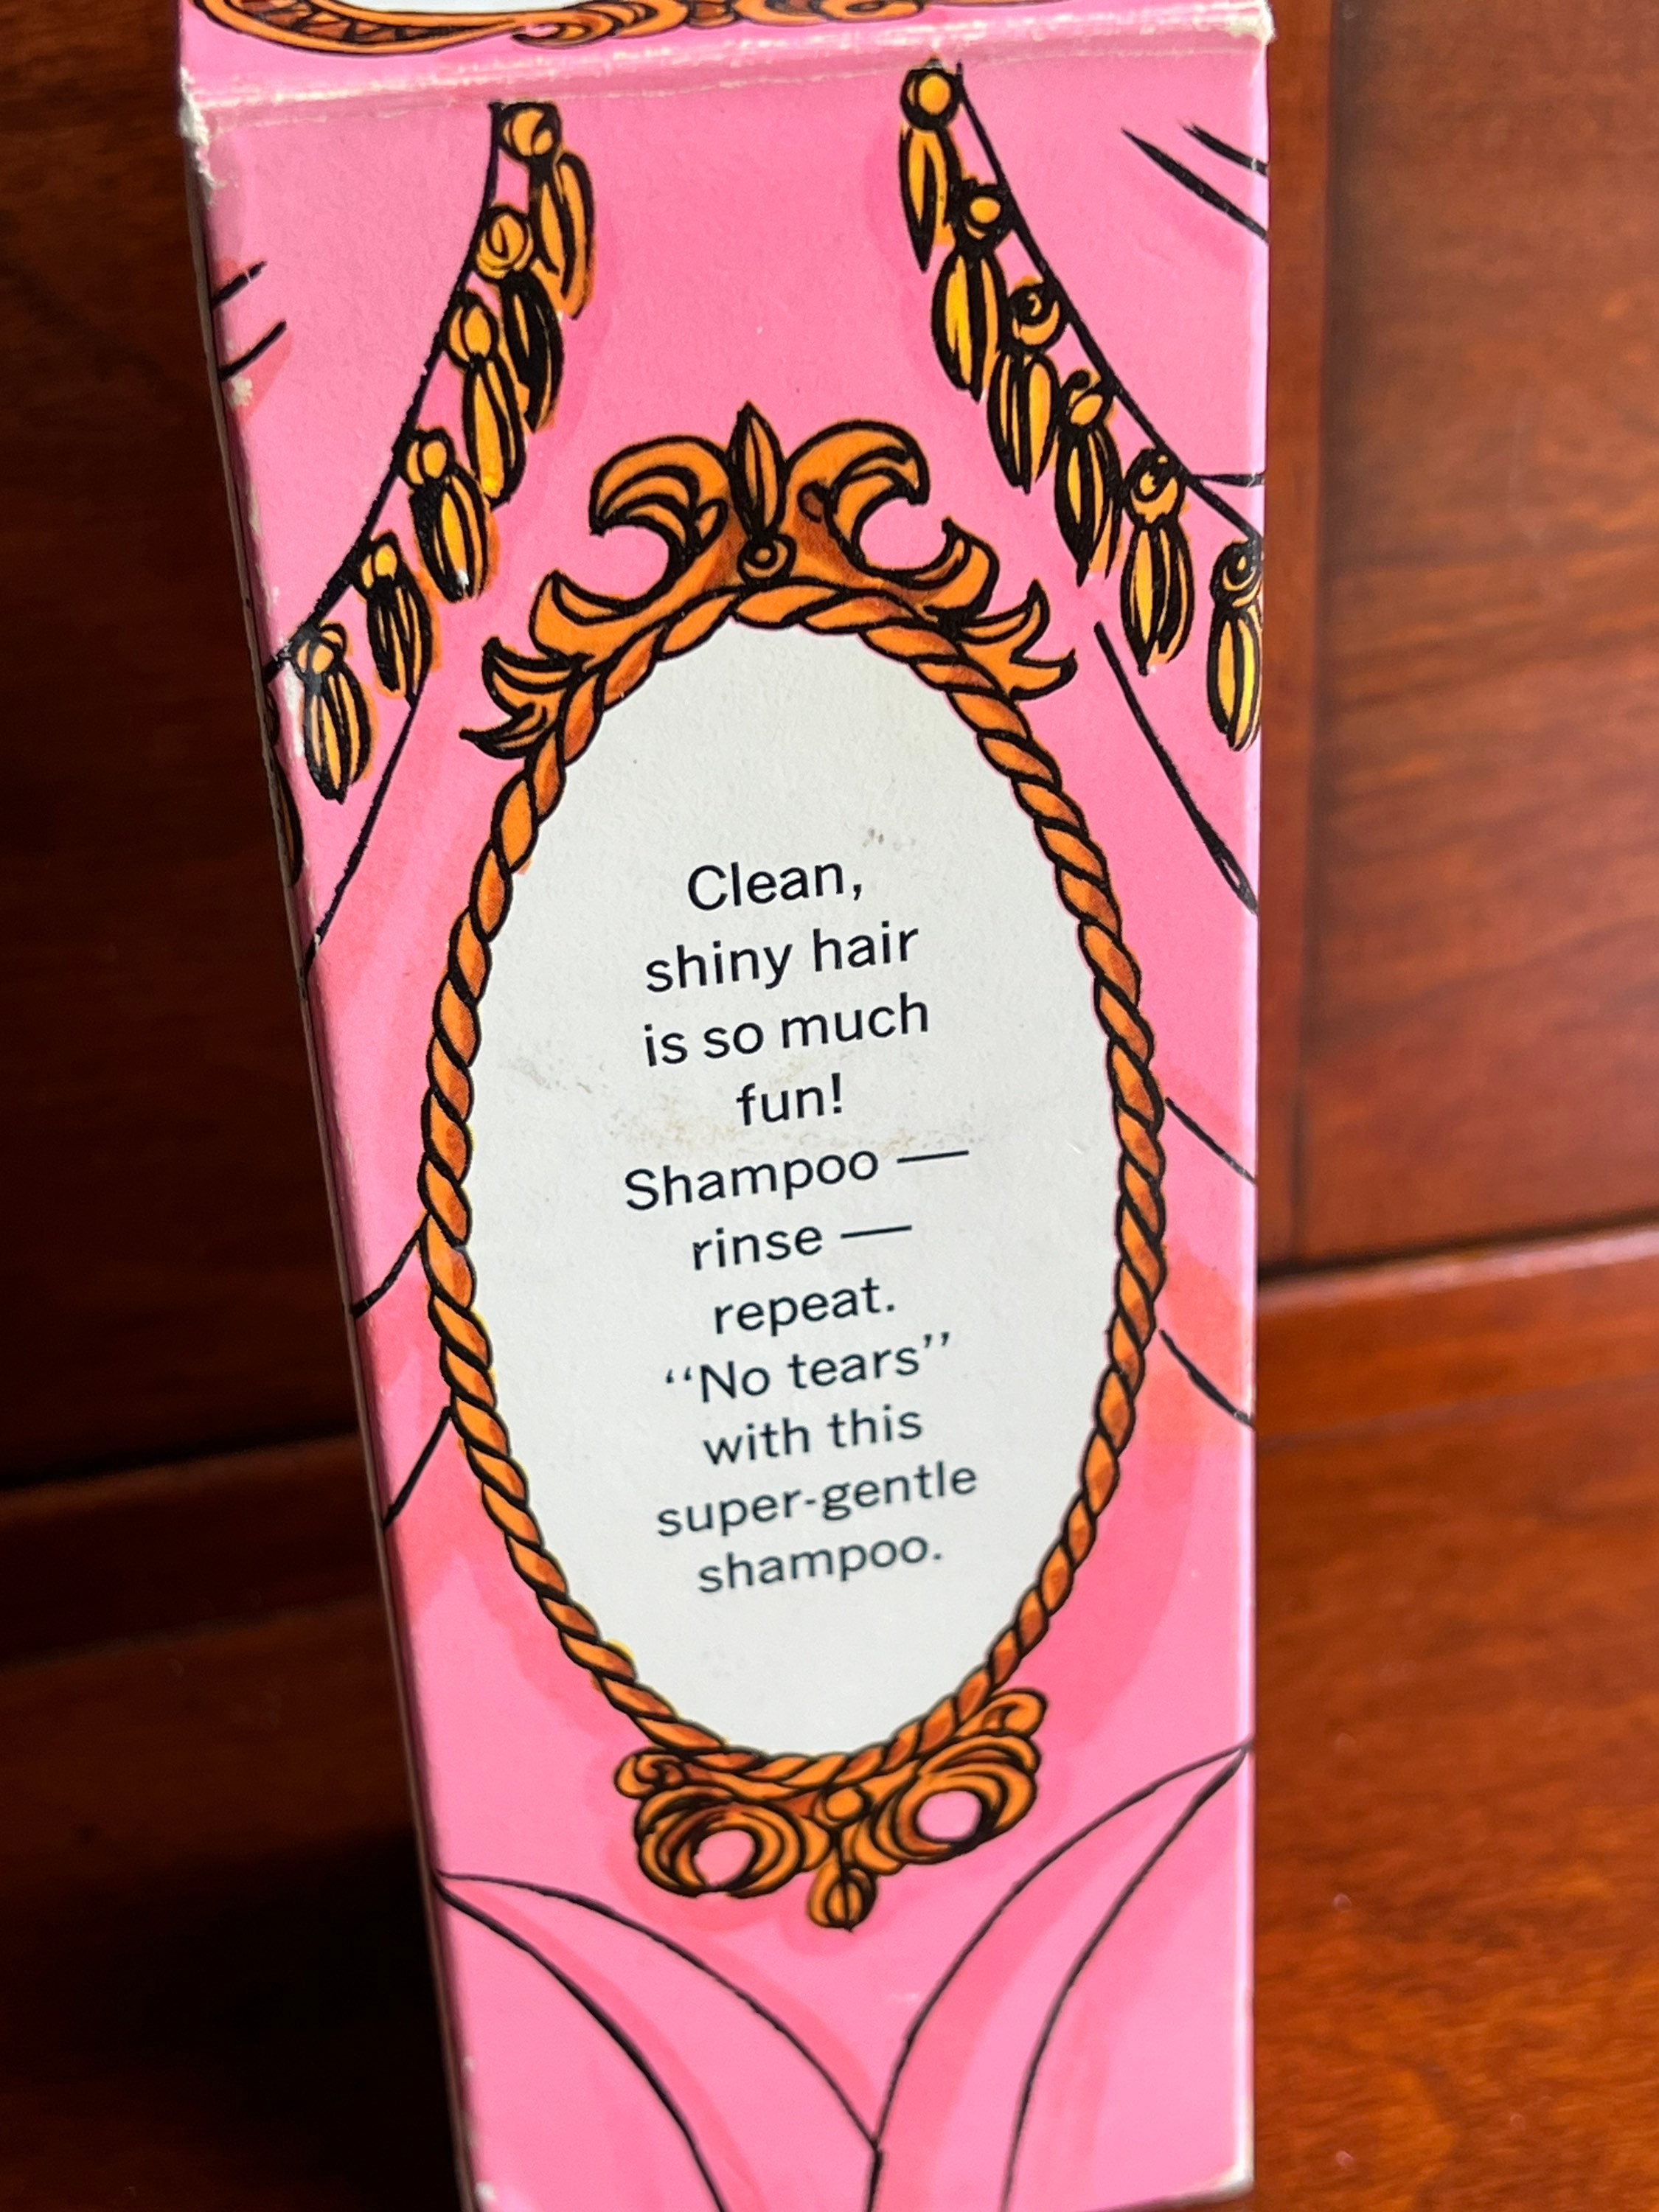 Clean,
shiny hair
is so much
fun!
Shampoo —
rinse —
repeat.
‘‘No tears’’
with this
super-gentle
shampoo.